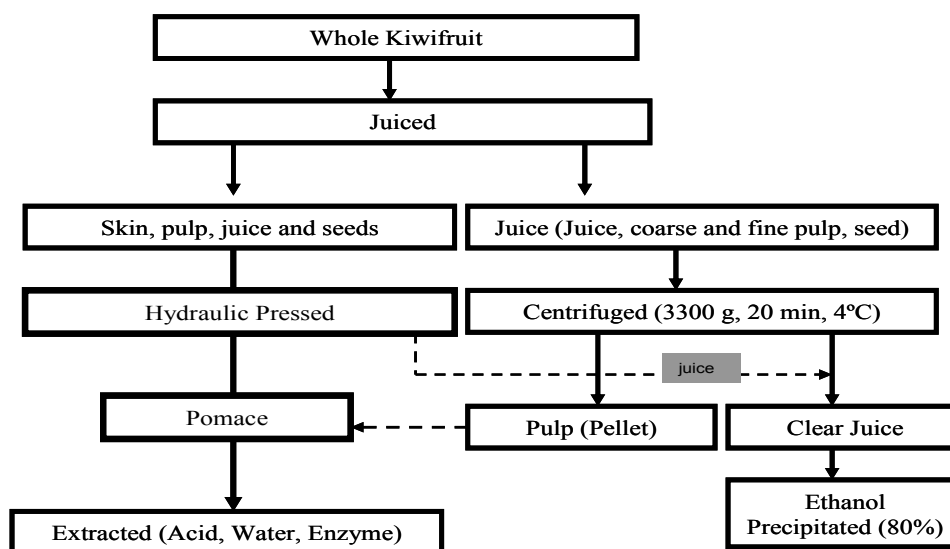 Whole Kiwifruit
Juiced
Skin, pulp, juice and seeds
Juice (Juice, coarse and fine pulp, seed)
Hydraulic Pressed
Centrifuged (3300 g, 20 min, 4ºC)
juice
Pomace
Pulp (Pellet)
Clear Juice
Extracted (Acid, Water, Enzyme)
Ethanol
Precipitated (80%)